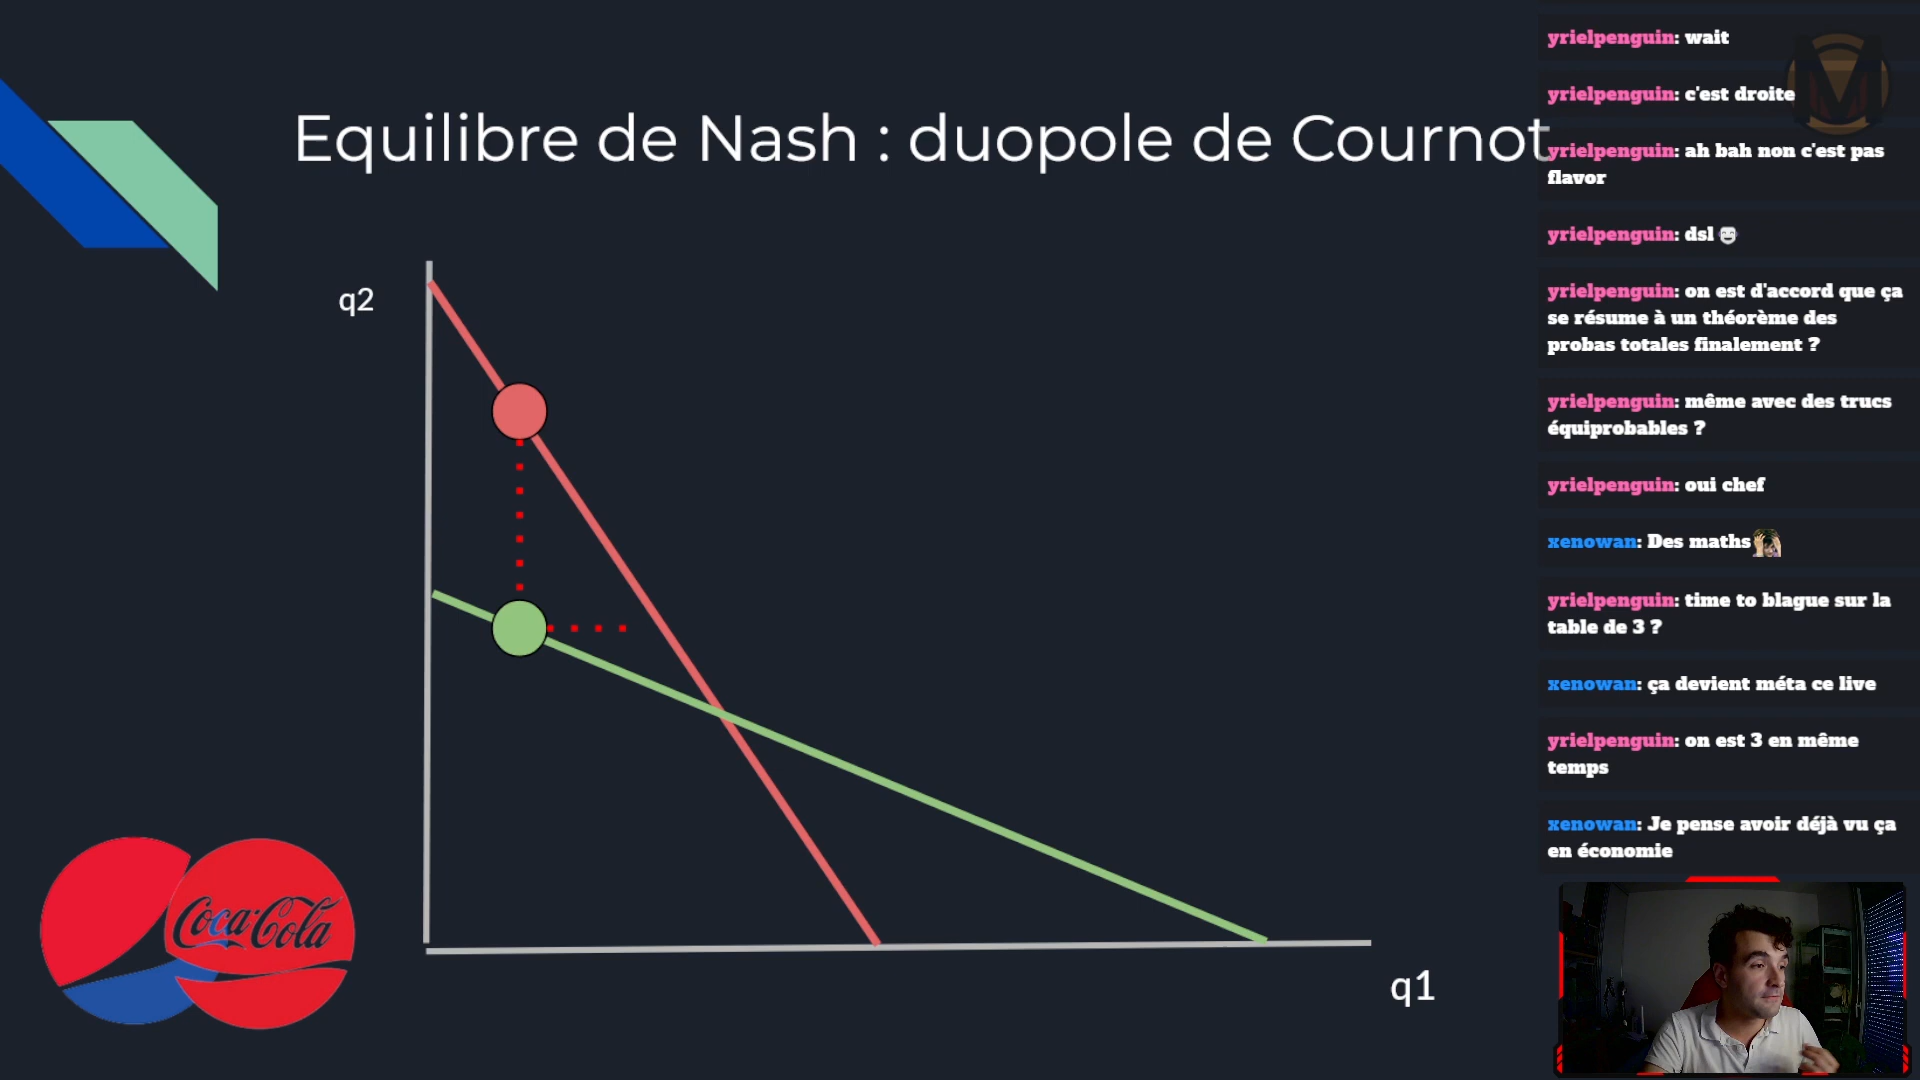 Equilibre de Nash : duopole de Cournot
q2
q1
Coca-Cola
yrielpenguin: wait
yrielpenguin: c'est droite
yrielpenguin: ah bah non c'est pas
flavor
yrielpenguin: dsl
yrielpenguin: on est d'accord que ça
se résume à un théorème des
probas totales finalement ?
yrielpenguin: même avec des trucs
équiprobables ?
yrielpenguin: oui chef
xenowan: Des maths
yrielpenguin: time to blague sur la
table de 3 ?
xenowan: ça devient méta ce live
yrielpenguin: on est 3 en même
temps
xenowan: Je pense avoir déjà vu ça
en économie